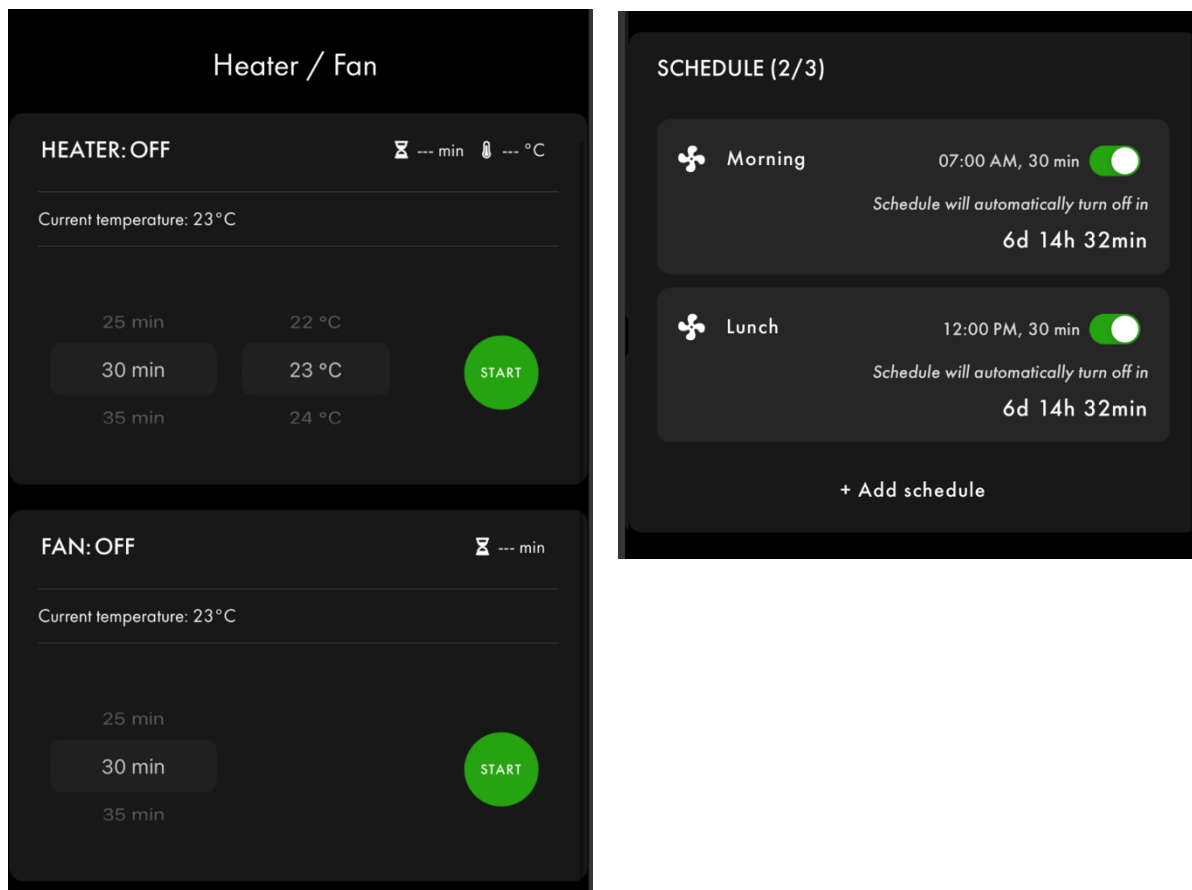 Heater / Fan
HEATER: OFF --- min --- °C
Current temperature: 23°C
25 min 22 °C
30 min 23 °C START
35 min 24 °C
FAN: OFF --- min
Current temperature: 23°C
25 min
30 min START
35 min
SCHEDULE (2/3)
Morning 07:00 AM, 30 min
Schedule will automatically turn off in
6d 14h 32min
Lunch 12:00 PM, 30 min
Schedule will automatically turn off in
6d 14h 32min
+ Add schedule